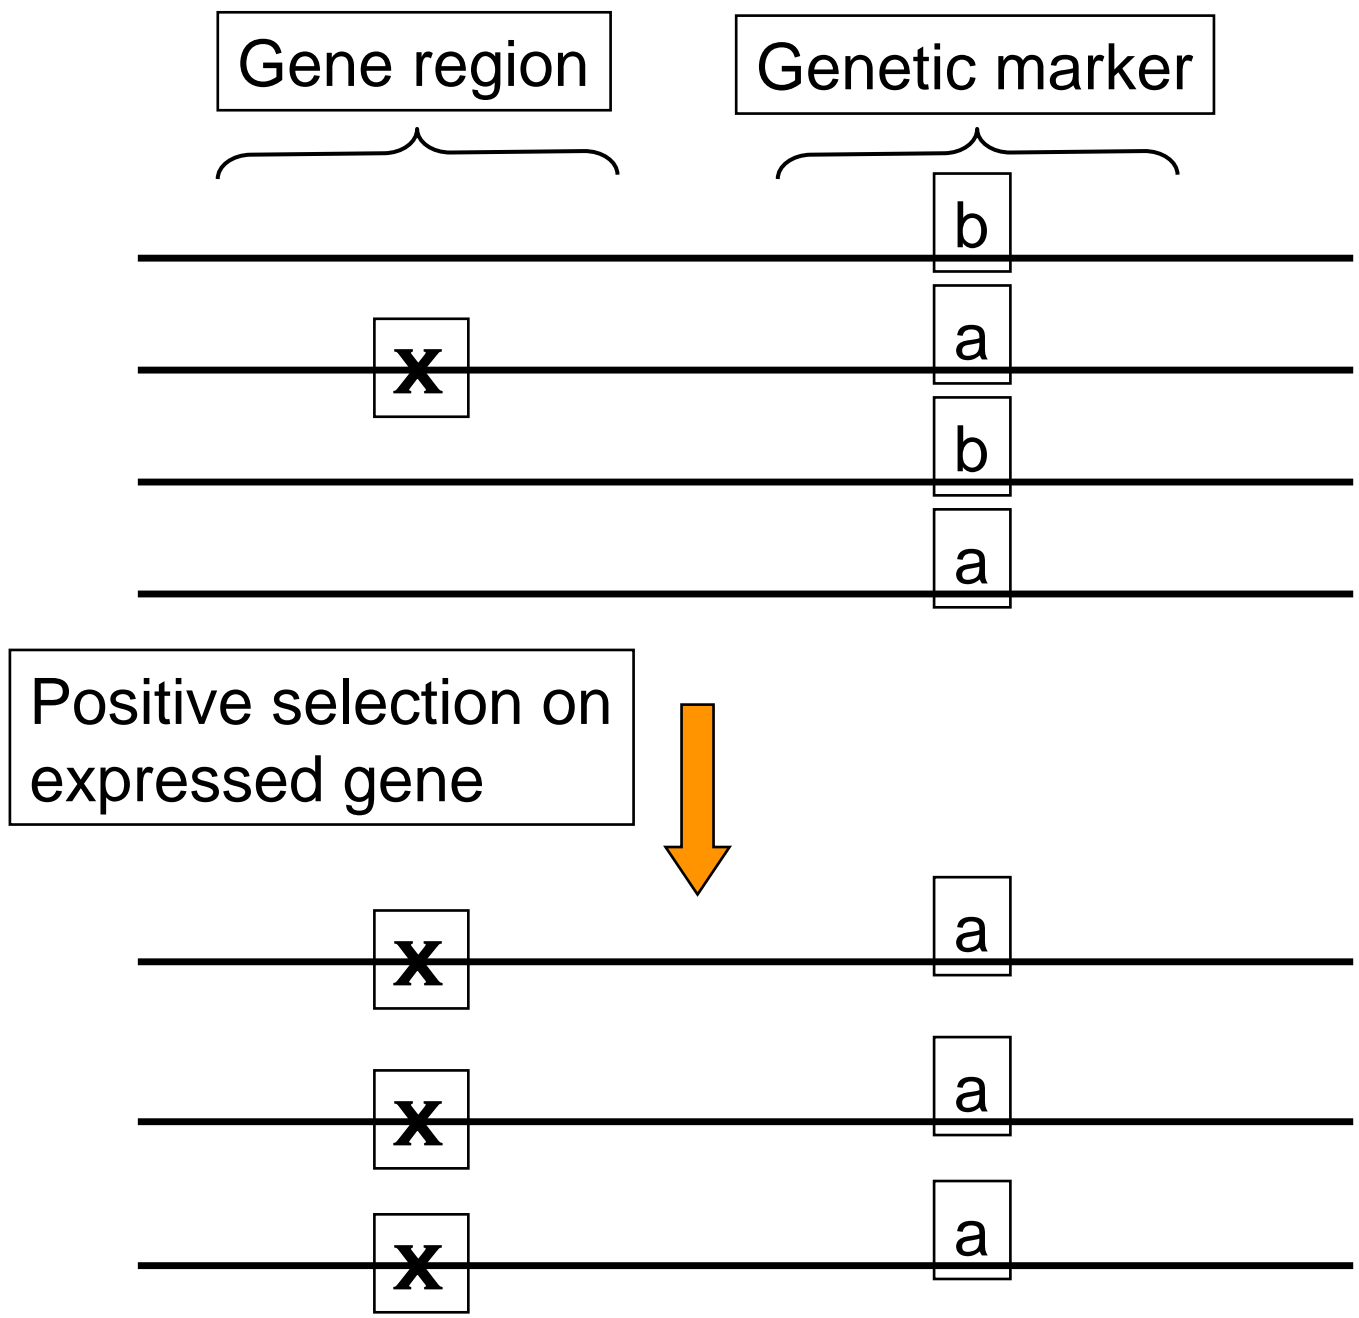 Gene region
Genetic marker
b
x
a
b
a
Positive selection on
expressed gene
x
a
x
a
x
a